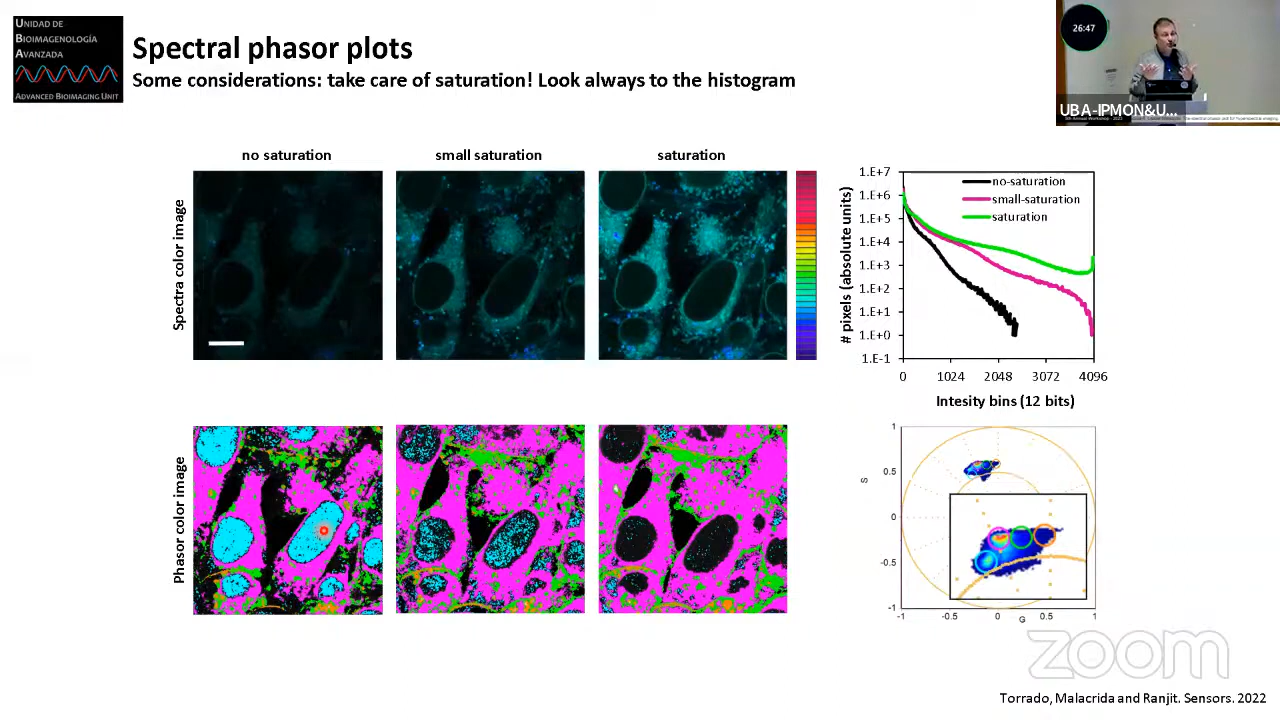 UNIDAD DE
BIOIMAGENOLOGÍA
AVANZADA
ADVANCED BIOIMAGING UNIT
Spectral phasor plots
Some considerations: take care of saturation! Look always to the histogram
26:47
UBA-IPMON&U...
no saturation
small saturation
saturation
Spectra color image
Phasor color image
# pixels (absolute units)
1.E+7
1.E+6
1.E+5
1.E+4
1.E+3
1.E+2
1.E+1
1.E+0
1.E-1
no-saturation
small-saturation
saturation
0 1024 2048 3072 4096
Intesity bins (12 bits)
S
1
0.5
0
-0.5
-1
-1 -0.5 0 0.5 1
G
zoom
Torrado, Malacrida and Ranjit. Sensors. 2022